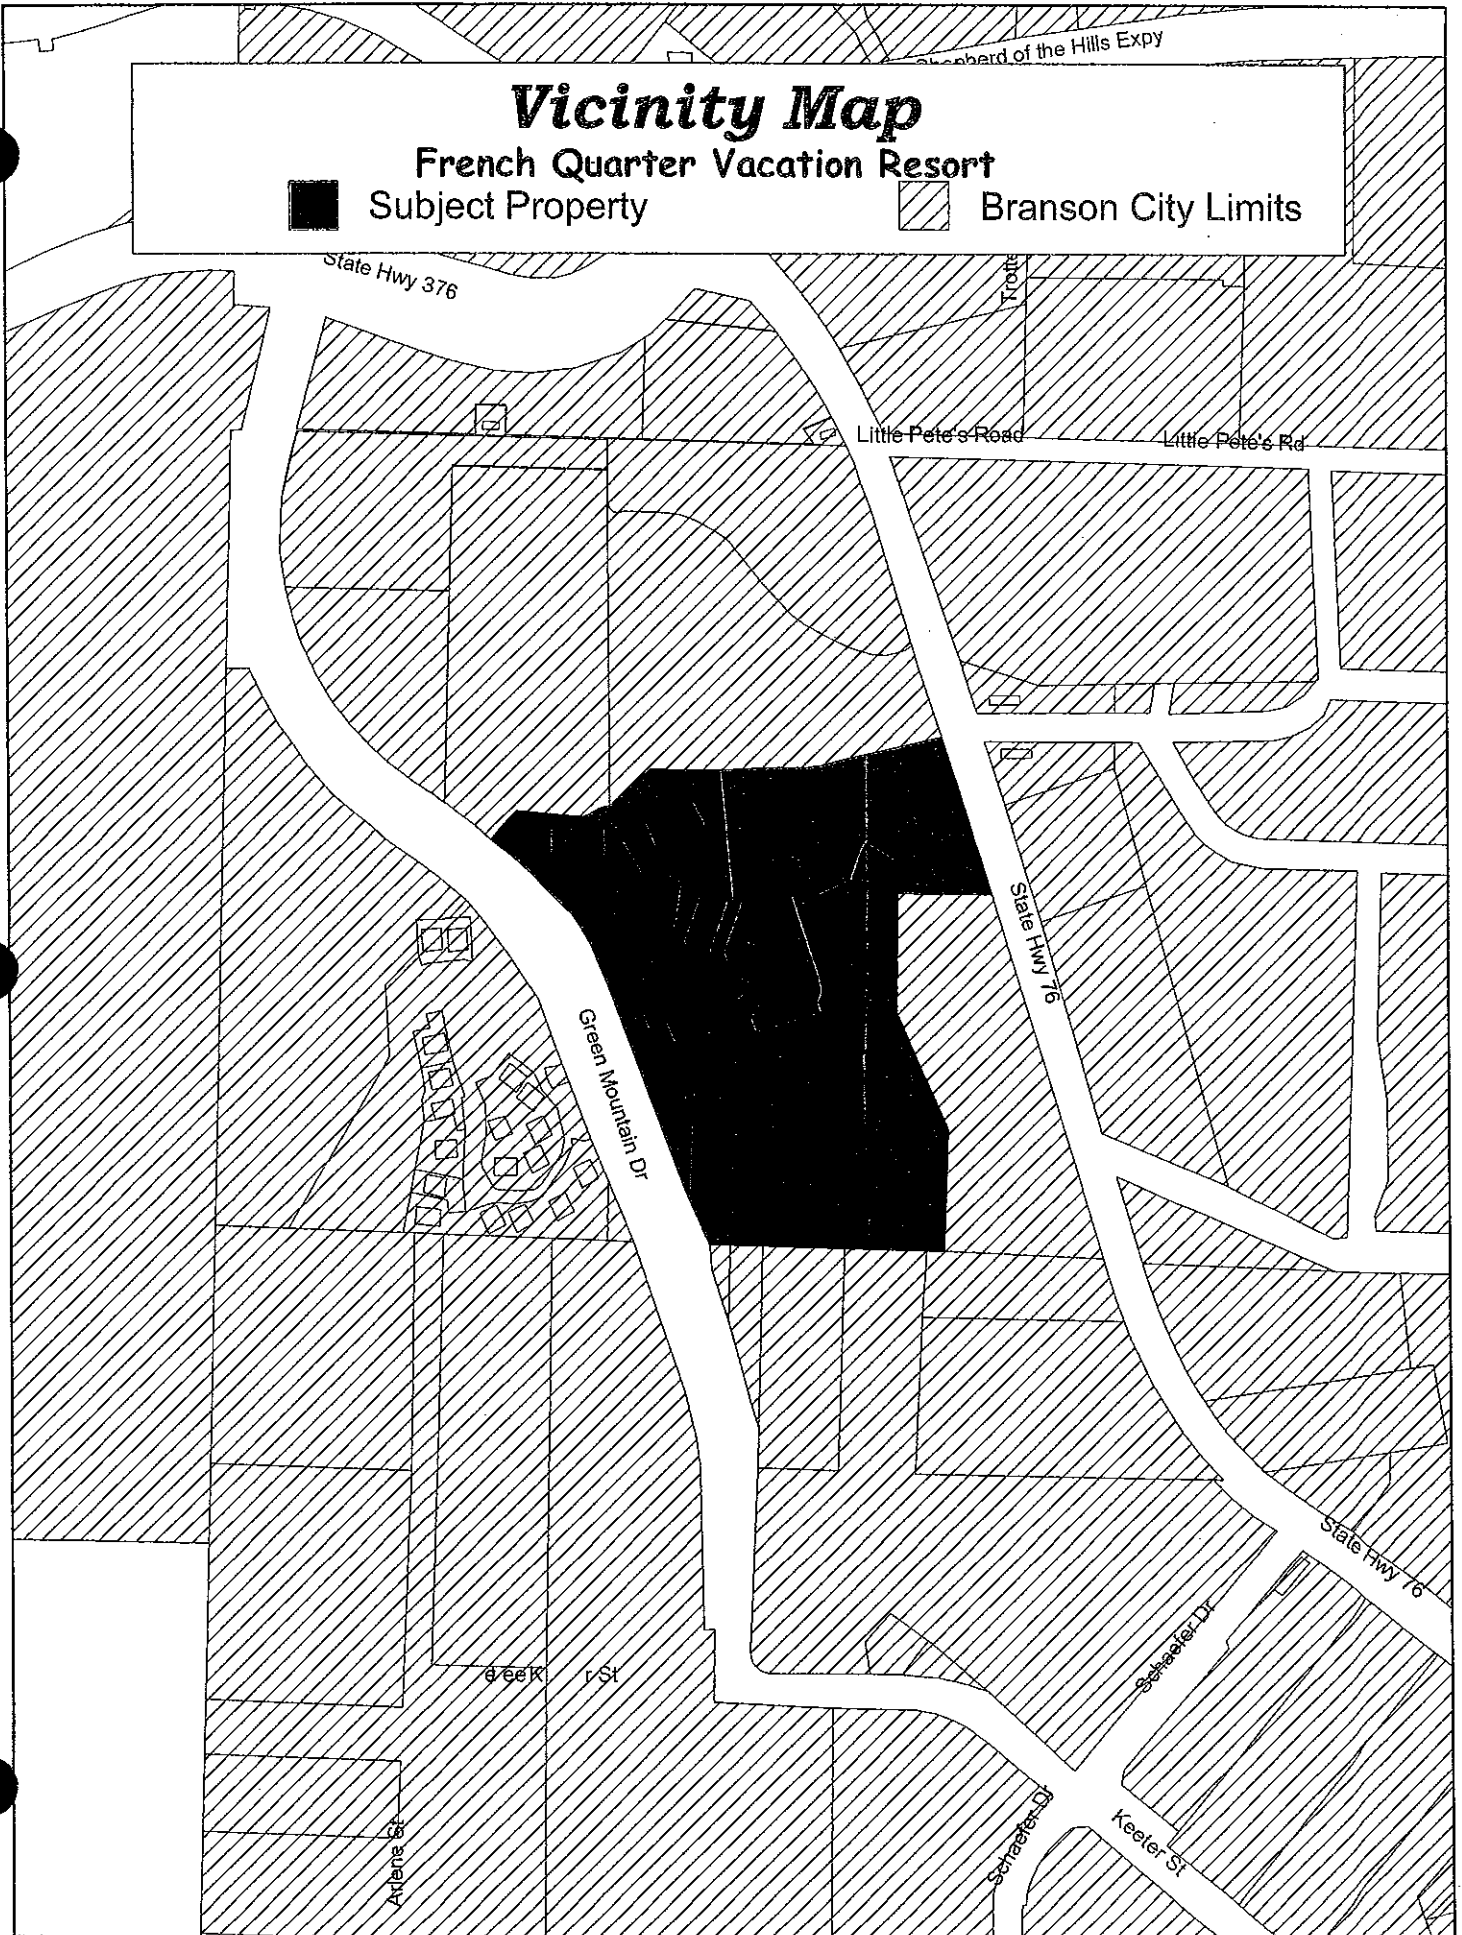 of the Hills Expy
Vicinity Map
French Quarter Vacation Resort
Subject Property
Branson City Limits
State Hwy 376
Little Pete's Road
Little Pete's Rd
State Hwy 76
Green Mountain Dr
State Hwy 76
Schaefer Dr
r St
Schaefer Dr
Keeter St
Arlene St